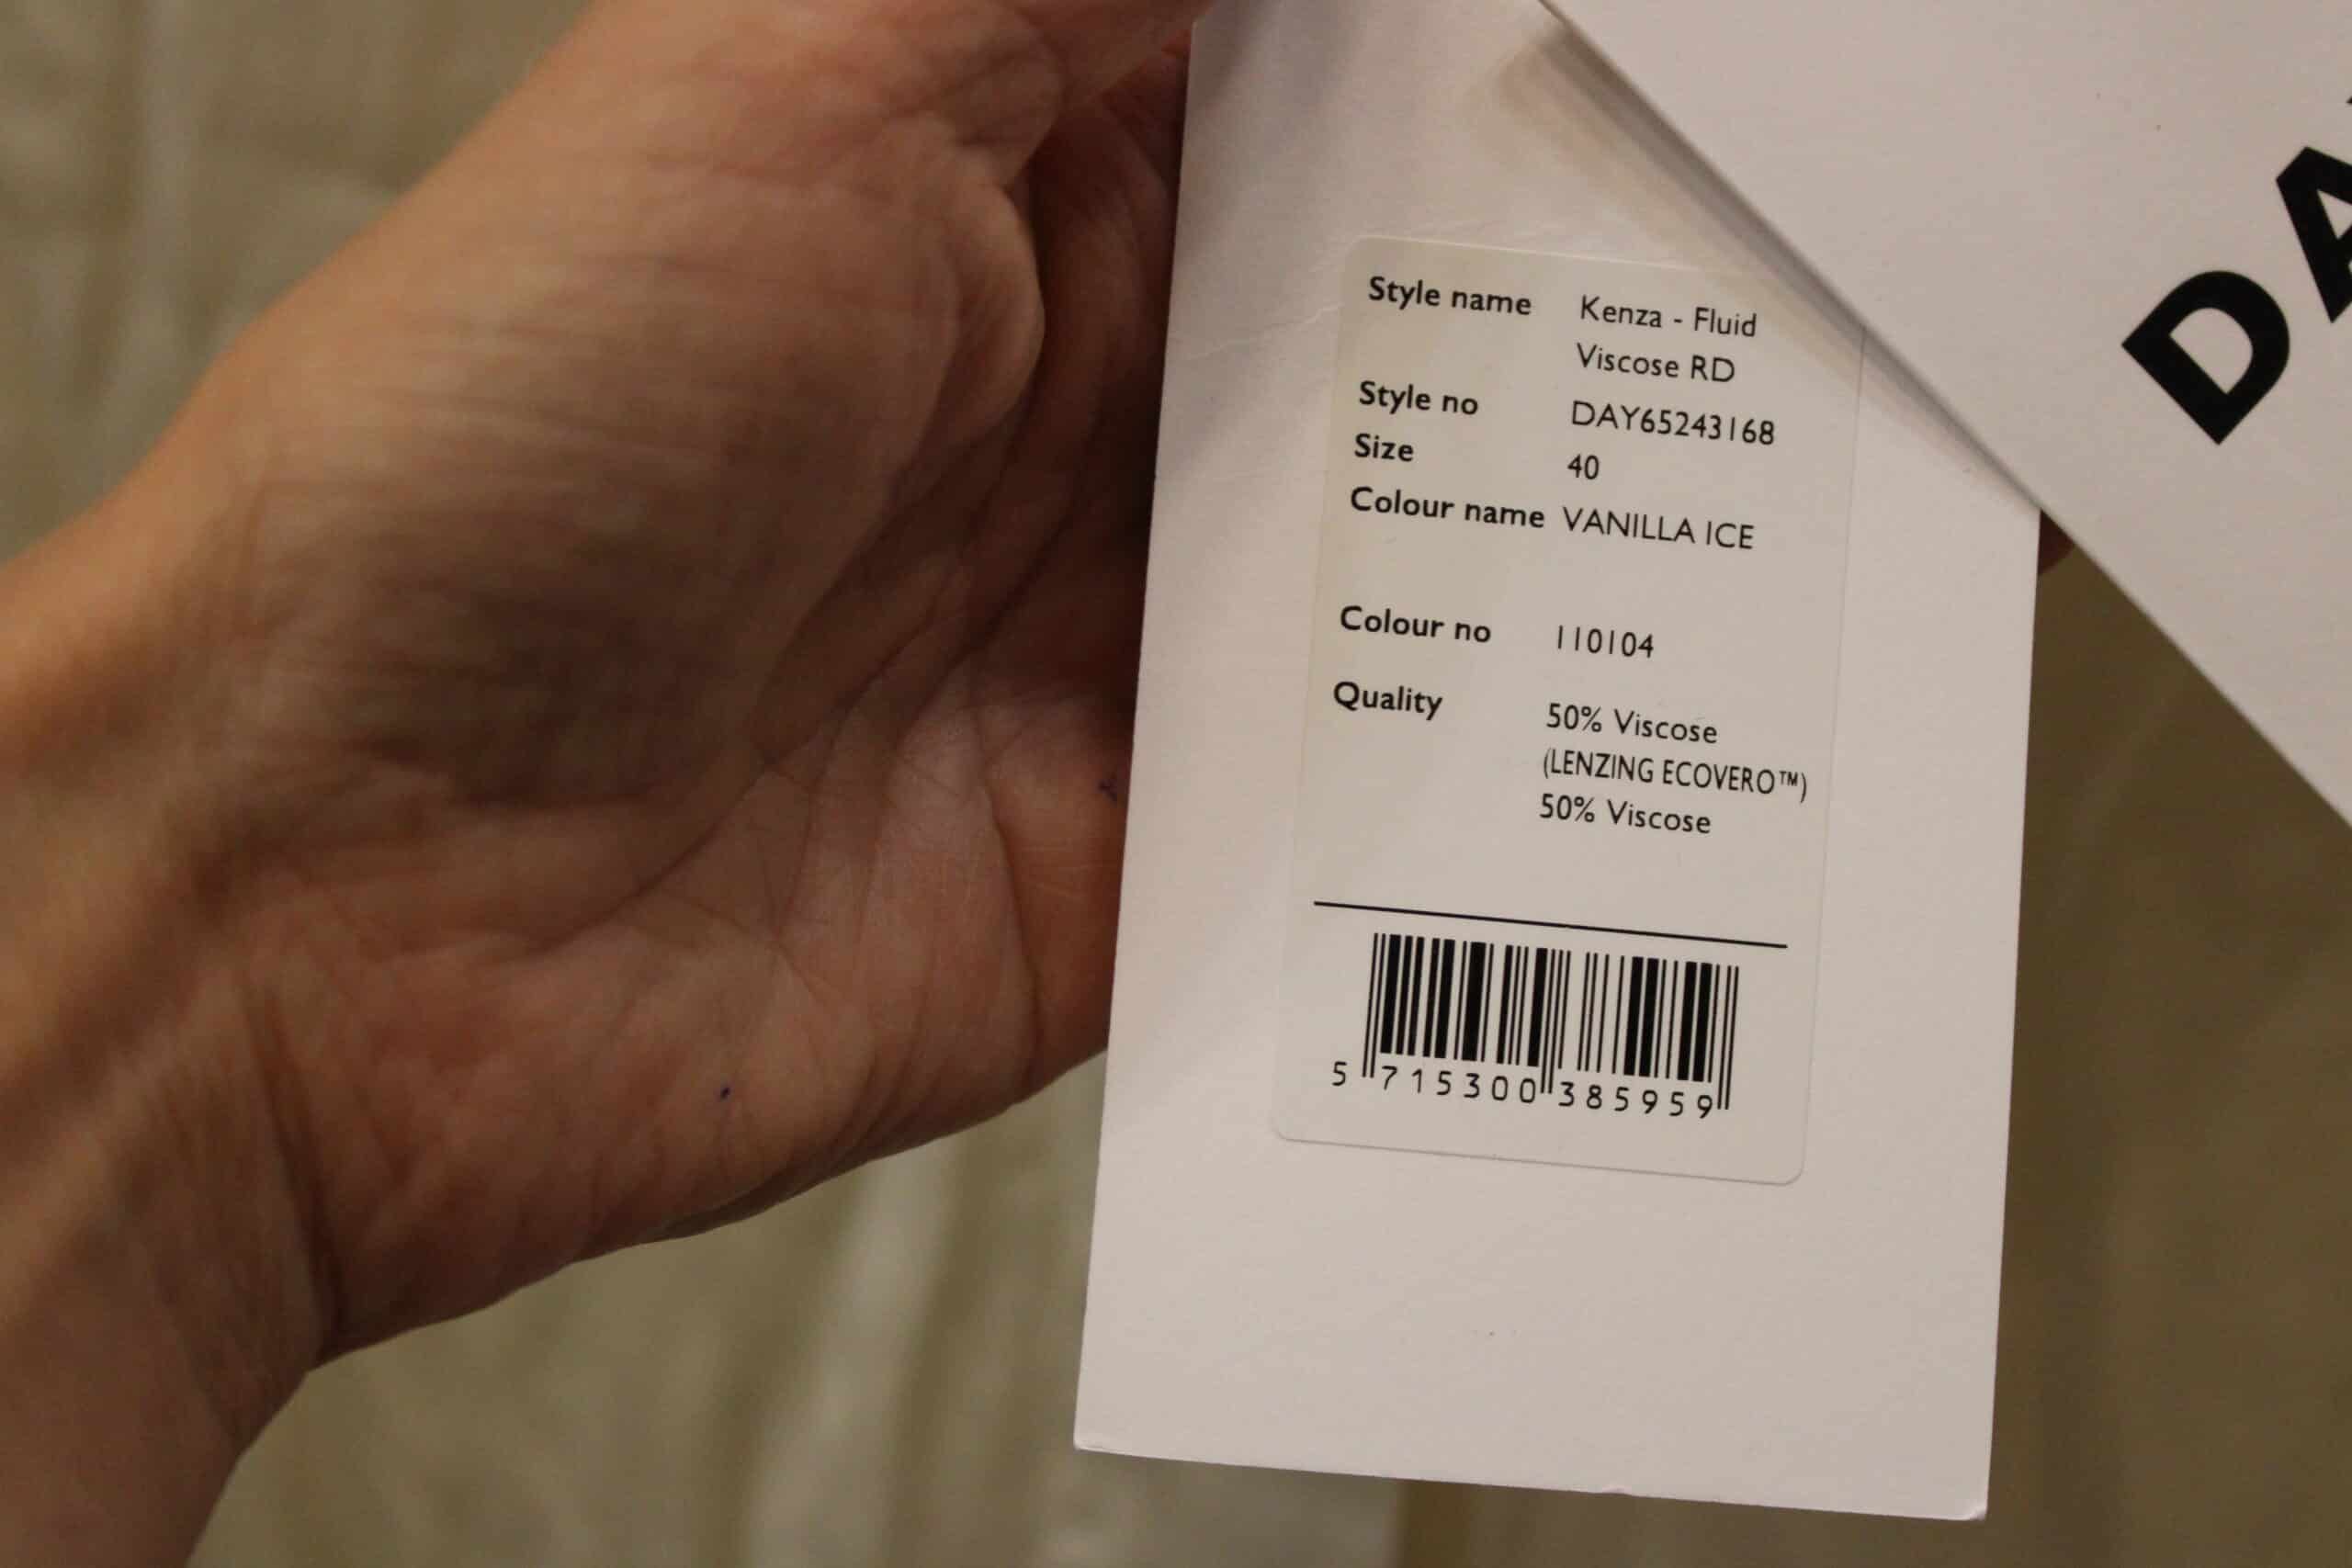 Style name Kenza - Fluid
Viscose RD
Style no DAY65243168
Size 40
Colour name VANILLA ICE
Colour no 110104
Quality 50% Viscose
(LENZING ECOVERO™)
50% Viscose
5 715300 385959
DA